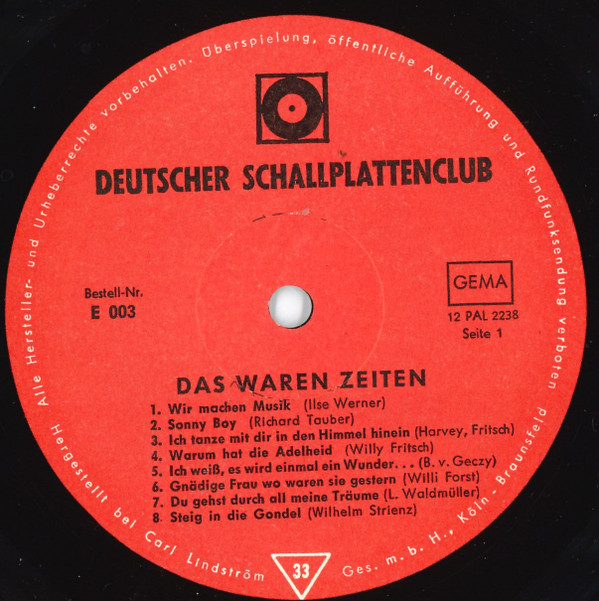 Alle Hersteller- und Urheberrechte vorbehalten. Überspielung, öffentliche Aufführung und Rundfunksendung verboten
DEUTSCHER SCHALLPLATTENCLUB
Bestell-Nr.
E 003
GEMA
12 PAL 2238
Seite 1
DAS WAREN ZEITEN
1. Wir machen Musik (Ilse Werner)
2. Sonny Boy (Richard Tauber)
3. Ich tanze mit dir in den Himmel hinein (Harvey, Fritsch)
4. Warum hat die Adelheid (Willy Fritsch)
5. Ich weiß, es wird einmal ein Wunder... (B. v. Geczy)
6. Gnädige Frau wo waren sie gestern (Willi Forst)
7. Du gehst durch all meine Träume (L. Waldmüller)
8. Steig in die Gondel (Wilhelm Strienz)
33
Hergestellt bei Carl Lindström Ges. m. b. H., Köln - Braunsfeld